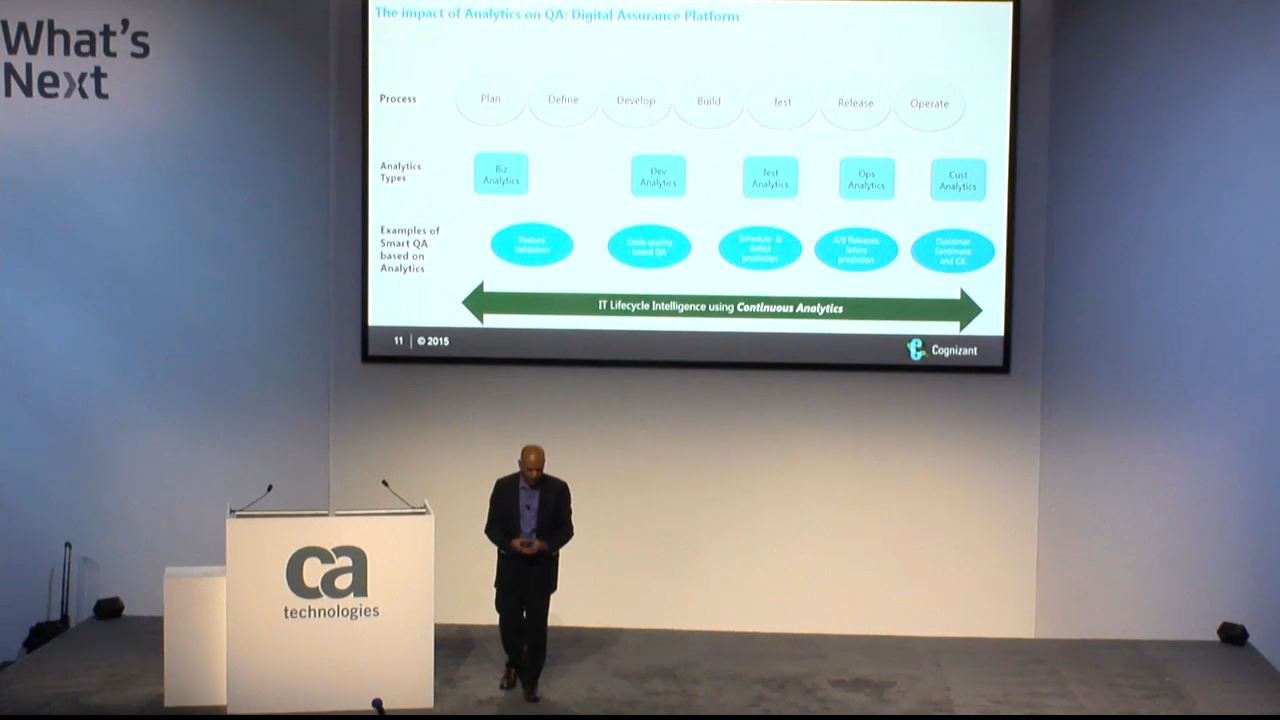 What's
Next
The impact of Analytics on QA: Digital Assurance Platform
Process
Plan
Define
Develop
Build
Test
Release
Operate
Analytics
Types
Biz
Analytics
Dev
Analytics
Test
Analytics
Ops
Analytics
Cust
Analytics
Examples of
Smart QA
based on
Analytics
Feature
Validation
Code-quality
based QA
Schedule &
defect
prediction
A/B Releases,
failure
prediction
Customer
Sentiment
and CX
IT Lifecycle Intelligence using Continuous Analytics
11 | © 2015
Cognizant
ca
technologies